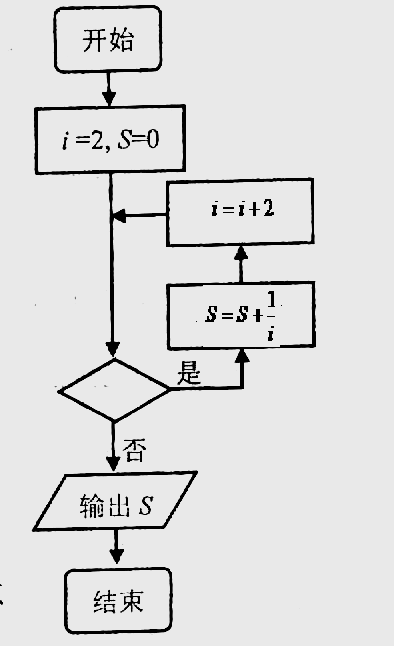 开始
i=2, S=0
i=i+2
S=S+1/i
是
否
输出 S
结束